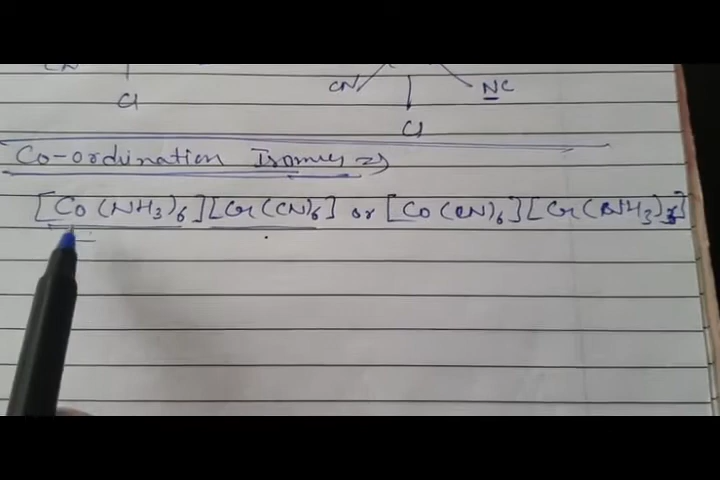 CN NC
Cl
Cl
Co-ordination Isomers =>
[Co(NH3)6][Cr(CN)6] or [Co(CN)6][Cr(NH3)6]